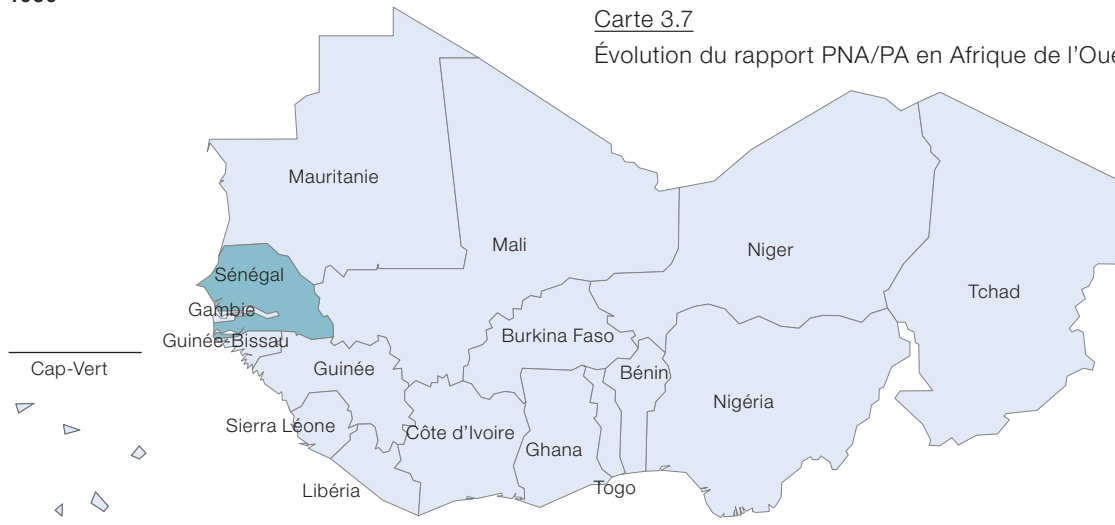 Carte 3.7
Évolution du rapport PNA/PA en Afrique de l'Oue
Mauritanie
Mali
Niger
Sénégal
Tchad
Gambie
Burkina Faso
Guinée-Bissau
Cap-Vert
Guinée
Bénin
Nigéria
Sierra Léone
Côte d'Ivoire
Ghana
Libéria
Togo